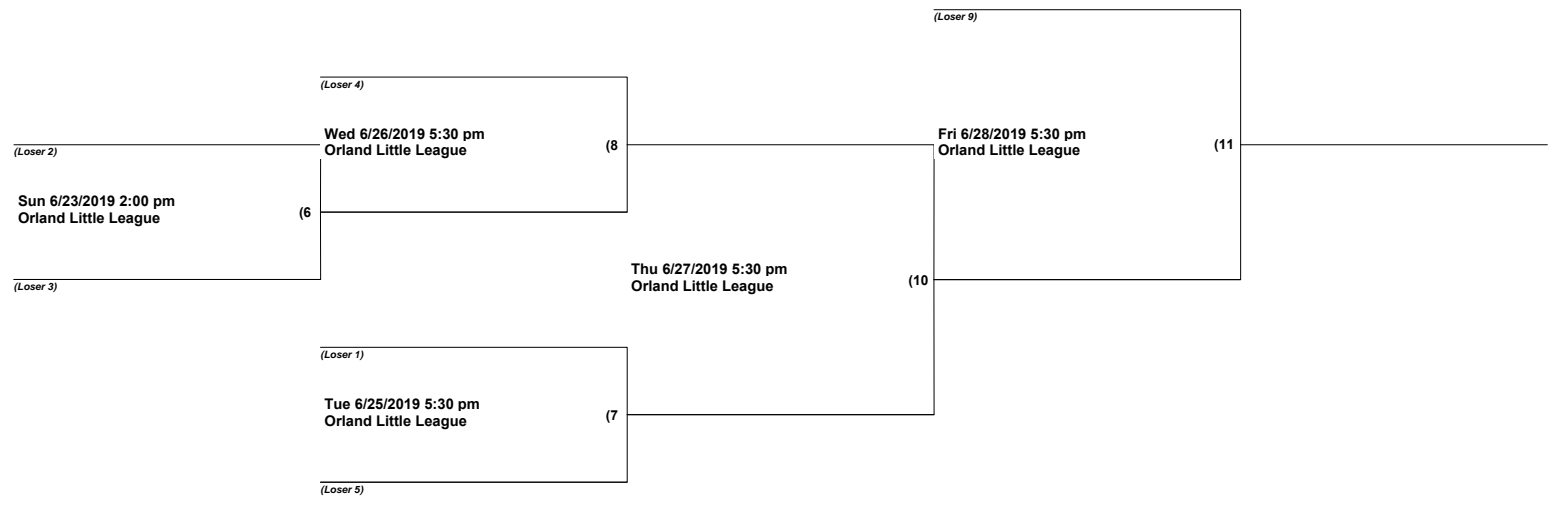 (Loser 9)
(Loser 4)
Wed 6/26/2019 5:30 pm
Orland Little League
(8
Fri 6/28/2019 5:30 pm
Orland Little League
(11
(Loser 2)
Sun 6/23/2019 2:00 pm
Orland Little League
(6
Thu 6/27/2019 5:30 pm
Orland Little League
(10
(Loser 3)
(Loser 1)
Tue 6/25/2019 5:30 pm
Orland Little League
(7
(Loser 5)